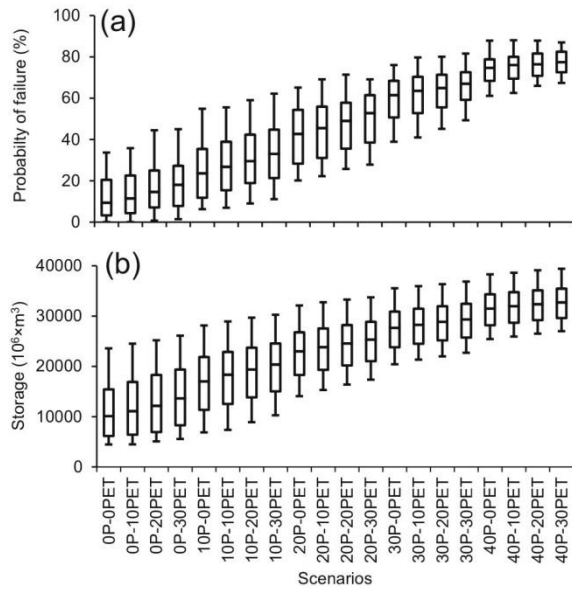 (a)
Probabilty of failure (%)
100
80
60
40
20
0
(b)
Storage (10⁶×m³)
40000
30000
20000
10000
0
0P-0PET
0P-10PET
0P-20PET
0P-30PET
10P-0PET
10P-10PET
10P-20PET
10P-30PET
20P-0PET
20P-10PET
20P-20PET
20P-30PET
30P-0PET
30P-10PET
30P-20PET
30P-30PET
40P-0PET
40P-10PET
40P-20PET
40P-30PET
Scenarios